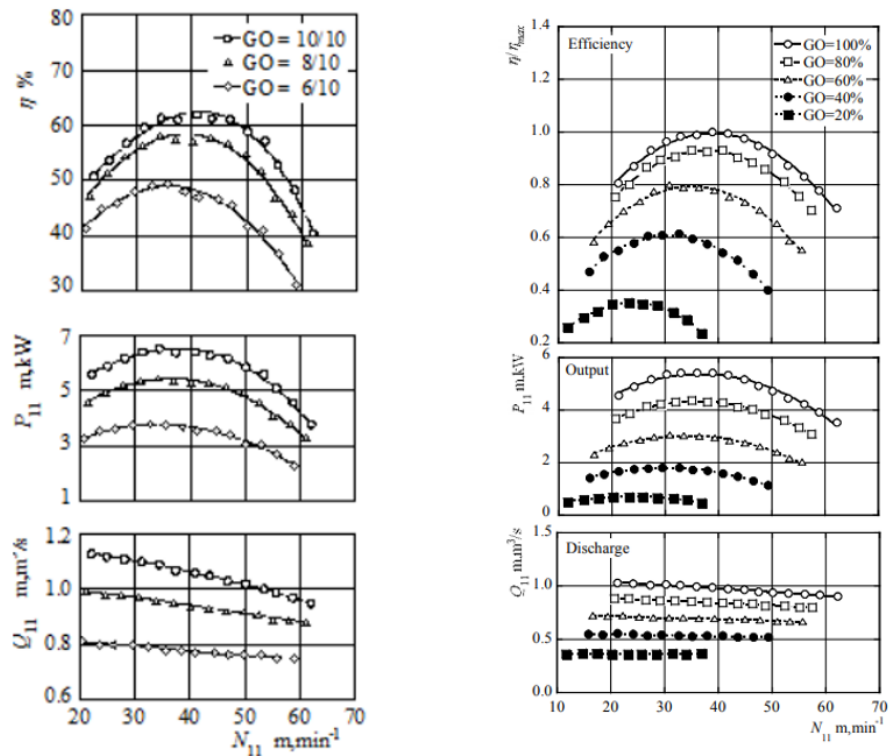 η %
80
70
60
50
40
30
GO = 10/10
GO = 8/10
GO = 6/10
P11 m,kW
7
5
3
1
Q11 m,m³/s
1.2
1.0
0.8
0.6
20 30 40 50 60 70
N11 m,min-1
η/ηmax
1.4
1.2
1.0
0.8
0.6
0.4
0.2
Efficiency
GO=100%
GO=80%
GO=60%
GO=40%
GO=20%
P11 m,kW
6
4
2
0
Output
Q11 m.m³/s
1.5
1.0
0.5
0.0
Discharge
10 20 30 40 50 60 70
N11 m,min-1